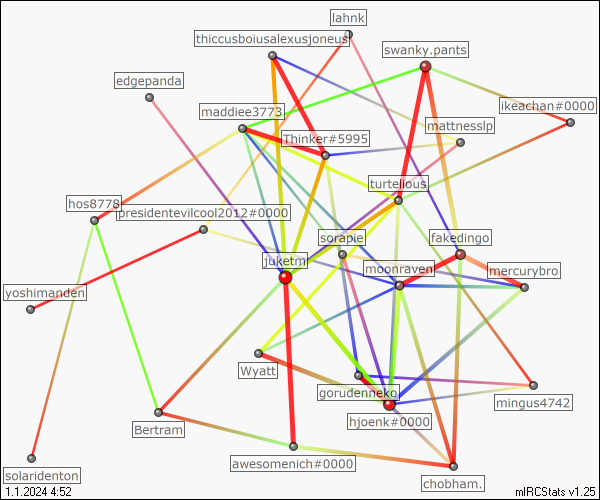 lahnk
thiccusboiusalexusjoneus
swanky.pants
edgepanda
ikeachan#0000
maddiee3773
mattnesslp
Thinker#5995
turtelious
hos8778
presidentevilcool2012#0000
sorapie
fakedingo
juketm
moonraven
mercurybro
yoshimanden
Wyatt
gorudenneko
mingus4742
hjoenk#0000
Bertram
awesomenich#0000
solaridenton
chobham.
1.1.2024 4:52
mIRCStats v1.25